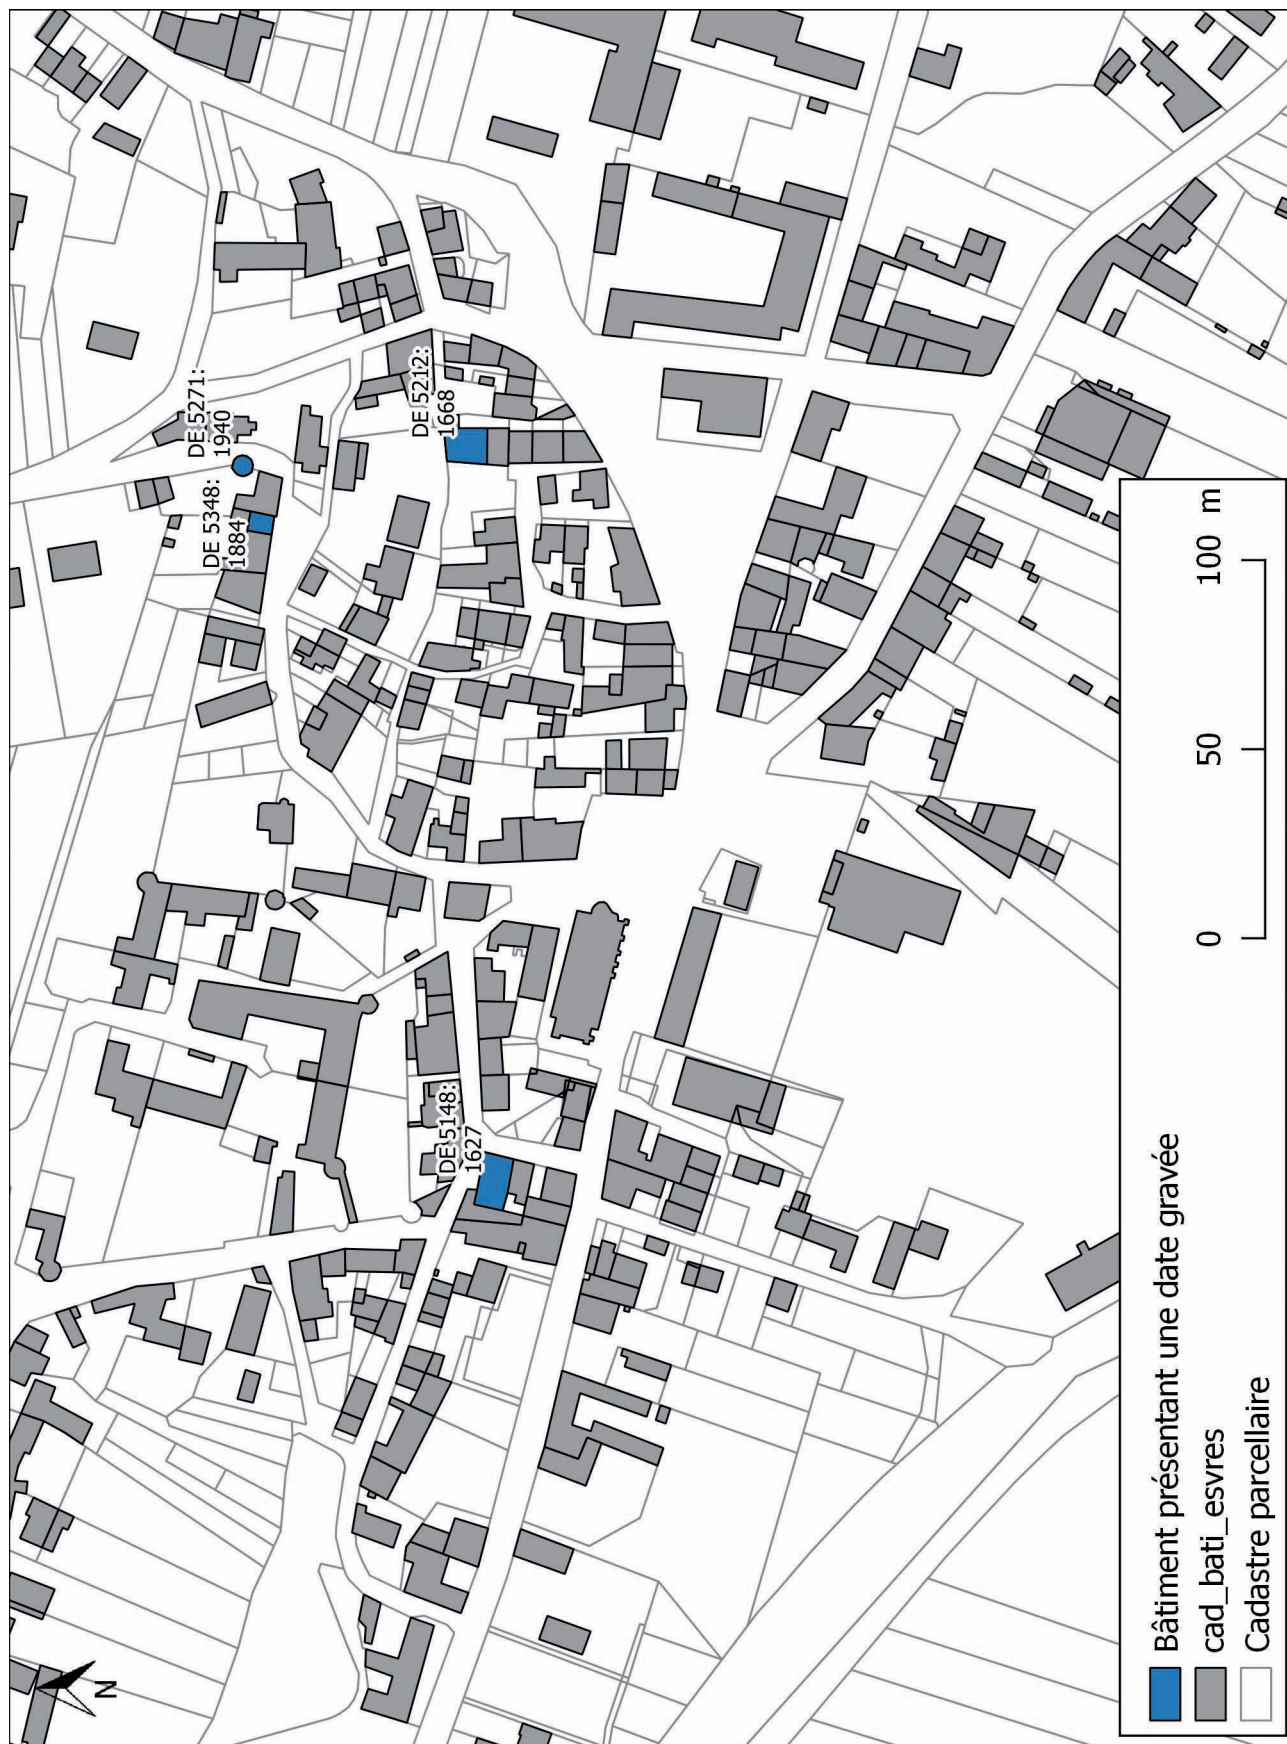 DE 5271:
1940
DE 5348:
1884
DE 5212:
1668
DE 5148:
1627
N
0 50 100 m
Bâtiment présentant une date gravée
cad_bati_esvres
Cadastre parcellaire